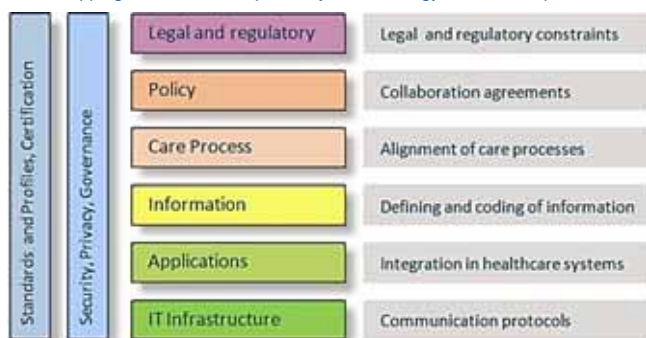 Standards and Profiles, Certification
Security, Privacy, Governance
Legal and regulatory
Legal and regulatory constraints
Policy
Collaboration agreements
Care Process
Alignment of care processes
Information
Defining and coding of information
Applications
Integration in healthcare systems
IT Infrastructure
Communication protocols